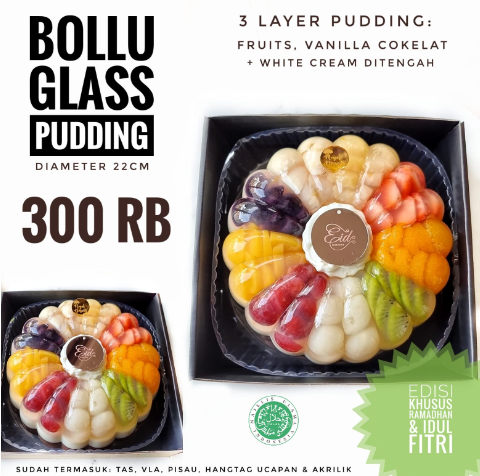 BOLLU
GLASS
PUDDING
DIAMETER 22CM
300 RB
3 LAYER PUDDING:
FRUITS, VANILLA COKELAT
+ WHITE CREAM DITENGAH
Eid
EDISI
KHUSUS
RAMADHAN
& IDUL
FITRI
SUDAH TERMASUK: TAS, VLA, PISAU, HANGTAG UCAPAN & AKRILIK